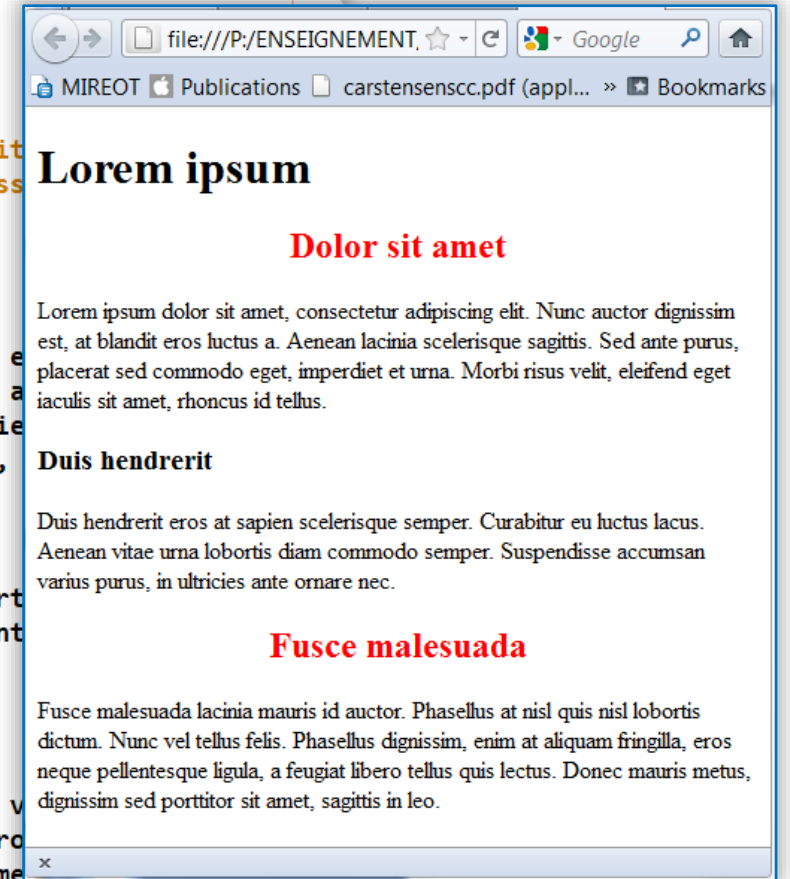 file:///P:/ENSEIGNEMENT,
Google
MIREOT Publications carstensenscc.pdf (appl... » Bookmarks
Lorem ipsum
Dolor sit amet
Lorem ipsum dolor sit amet, consectetur adipiscing elit. Nunc auctor dignissim
est, at blandit eros luctus a. Aenean lacinia scelerisque sagittis. Sed ante purus,
placerat sed commodo eget, imperdiet et urna. Morbi risus velit, eleifend eget
iaculis sit amet, rhoncus id tellus.
Duis hendrerit
Duis hendrerit eros at sapien scelerisque semper. Curabitur eu luctus lacus.
Aenean vitae urna lobortis diam commodo semper. Suspendisse accumsan
varius purus, in ultricies ante ornare nec.
Fusce malesuada
Fusce malesuada lacinia mauris id auctor. Phasellus at nisl quis nisl lobortis
dictum. Nunc vel tellus felis. Phasellus dignissim, enim at aliquam fringilla, eros
neque pellentesque ligula, a feugiat libero tellus quis lectus. Donec mauris metus,
dignissim sed porttitor sit amet, sagittis in leo.